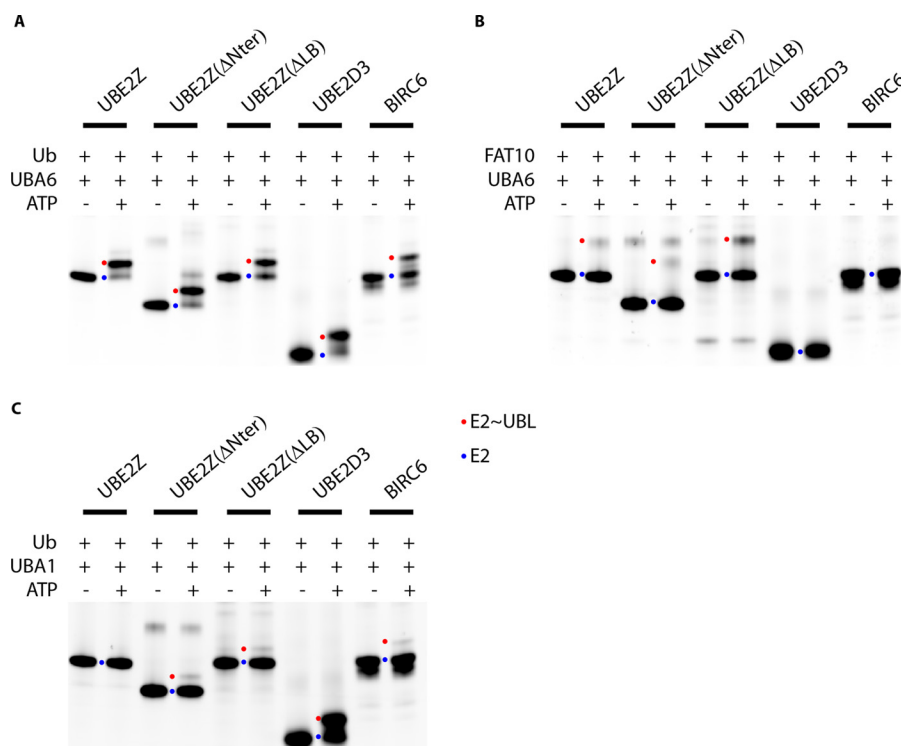 A
UBE2Z UBE2Z(ΔNter) UBE2Z(ΔLB) UBE2D3 BIRC6
Ub + + + + + + + + + +
UBA6 + + + + + + + + + +
ATP - + - + - + - + - +
B
UBE2Z UBE2Z(ΔNter) UBE2Z(ΔLB) UBE2D3 BIRC6
FAT10 + + + + + + + + + +
UBA6 + + + + + + + + + +
ATP - + - + - + - + - +
C
UBE2Z UBE2Z(ΔNter) UBE2Z(ΔLB) UBE2D3 BIRC6
Ub + + + + + + + + + +
UBA1 + + + + + + + + + +
ATP - + - + - + - + - +
E2~UBL
E2